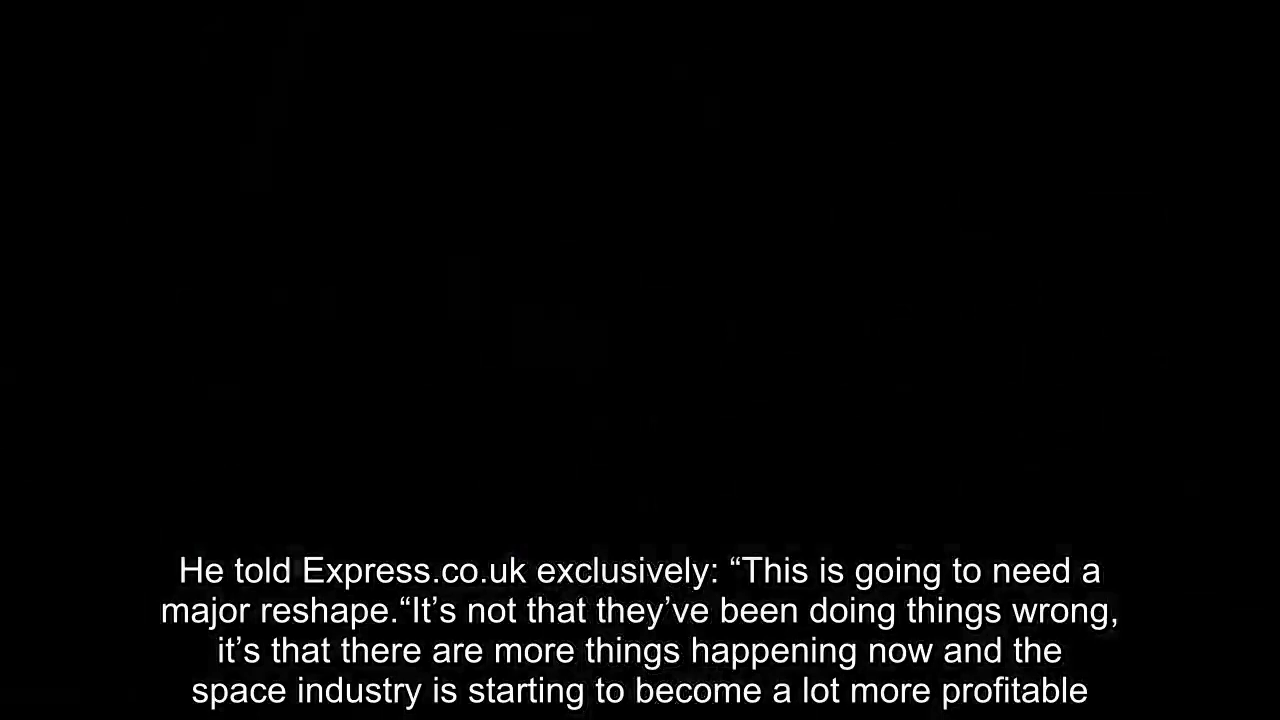 He told Express.co.uk exclusively: “This is going to need a
major reshape.“It’s not that they’ve been doing things wrong,
it’s that there are more things happening now and the
space industry is starting to become a lot more profitable